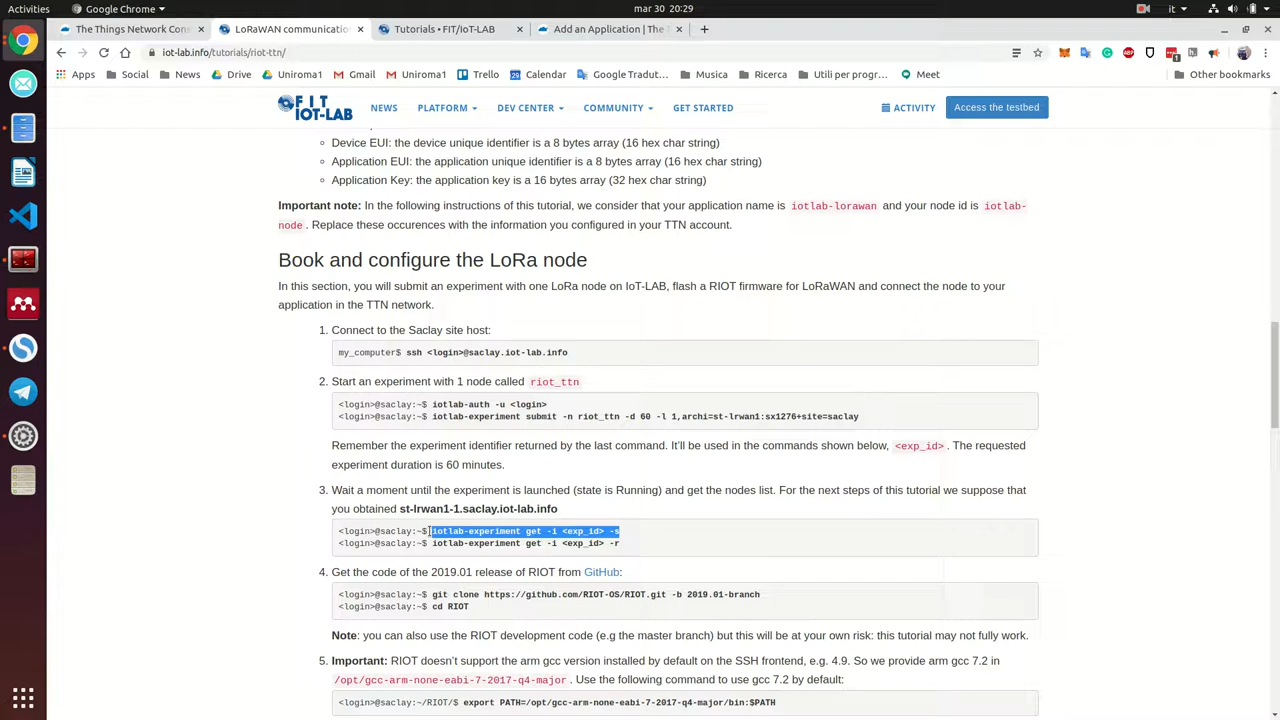 Activities
Google Chrome
mar 30 20:29
it
The Things Network Cons
LoRaWAN communicatio
Tutorials • FIT/IoT-LAB
Add an Application | The T
iot-lab.info/tutorials/riot-ttn/
Apps
Social
News
Drive
Uniroma1
Gmail
Uniroma1
Trello
Calendar
Google Tradut…
Musica
Ricerca
Utili per progr…
Meet
Other bookmarks
FIT IOT-LAB
NEWS
PLATFORM
DEV CENTER
COMMUNITY
GET STARTED
ACTIVITY
Access the testbed
Device EUI: the device unique identifier is a 8 bytes array (16 hex char string)
Application EUI: the application unique identifier is a 8 bytes array (16 hex char string)
Application Key: the application key is a 16 bytes array (32 hex char string)
Important note: In the following instructions of this tutorial, we consider that your application name is iotlab-lorawan and your node id is iotlab-
node. Replace these occurences with the information you configured in your TTN account.
Book and configure the LoRa node
In this section, you will submit an experiment with one LoRa node on IoT-LAB, flash a RIOT firmware for LoRaWAN and connect the node to your
application in the TTN network.
1. Connect to the Saclay site host:
my_computer$ ssh <login>@saclay.iot-lab.info
2. Start an experiment with 1 node called riot_ttn
<login>@saclay:~$ iotlab-auth -u <login>
<login>@saclay:~$ iotlab-experiment submit -n riot_ttn -d 60 -l 1,archi=st-lrwan1:sx1276+site=saclay
Remember the experiment identifier returned by the last command. It'll be used in the commands shown below, <exp_id>. The requested
experiment duration is 60 minutes.
3. Wait a moment until the experiment is launched (state is Running) and get the nodes list. For the next steps of this tutorial we suppose that
you obtained st-lrwan1-1.saclay.iot-lab.info
<login>@saclay:~$ iotlab-experiment get -i <exp_id> -s
<login>@saclay:~$ iotlab-experiment get -i <exp_id> -r
4. Get the code of the 2019.01 release of RIOT from GitHub:
<login>@saclay:~$ git clone https://github.com/RIOT-OS/RIOT.git -b 2019.01-branch
<login>@saclay:~$ cd RIOT
Note: you can also use the RIOT development code (e.g the master branch) but this will be at your own risk: this tutorial may not fully work.
5. Important: RIOT doesn't support the arm gcc version installed by default on the SSH frontend, e.g. 4.9. So we provide arm gcc 7.2 in
/opt/gcc-arm-none-eabi-7-2017-q4-major. Use the following command to use gcc 7.2 by default:
<login>@saclay:~/RIOT/$ export PATH=/opt/gcc-arm-none-eabi-7-2017-q4-major/bin:$PATH